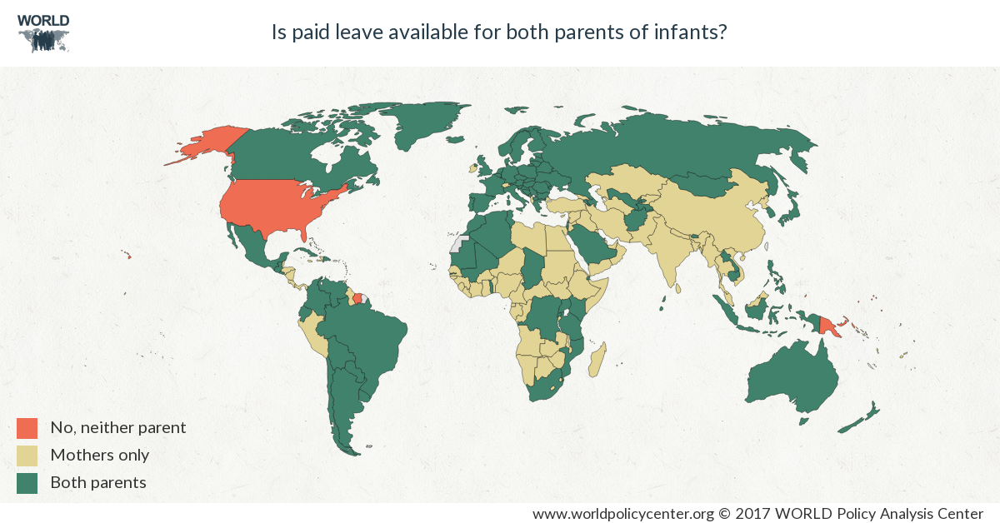 WORLD
Is paid leave available for both parents of infants?
No, neither parent
Mothers only
Both parents
www.worldpolicycenter.org © 2017 WORLD Policy Analysis Center